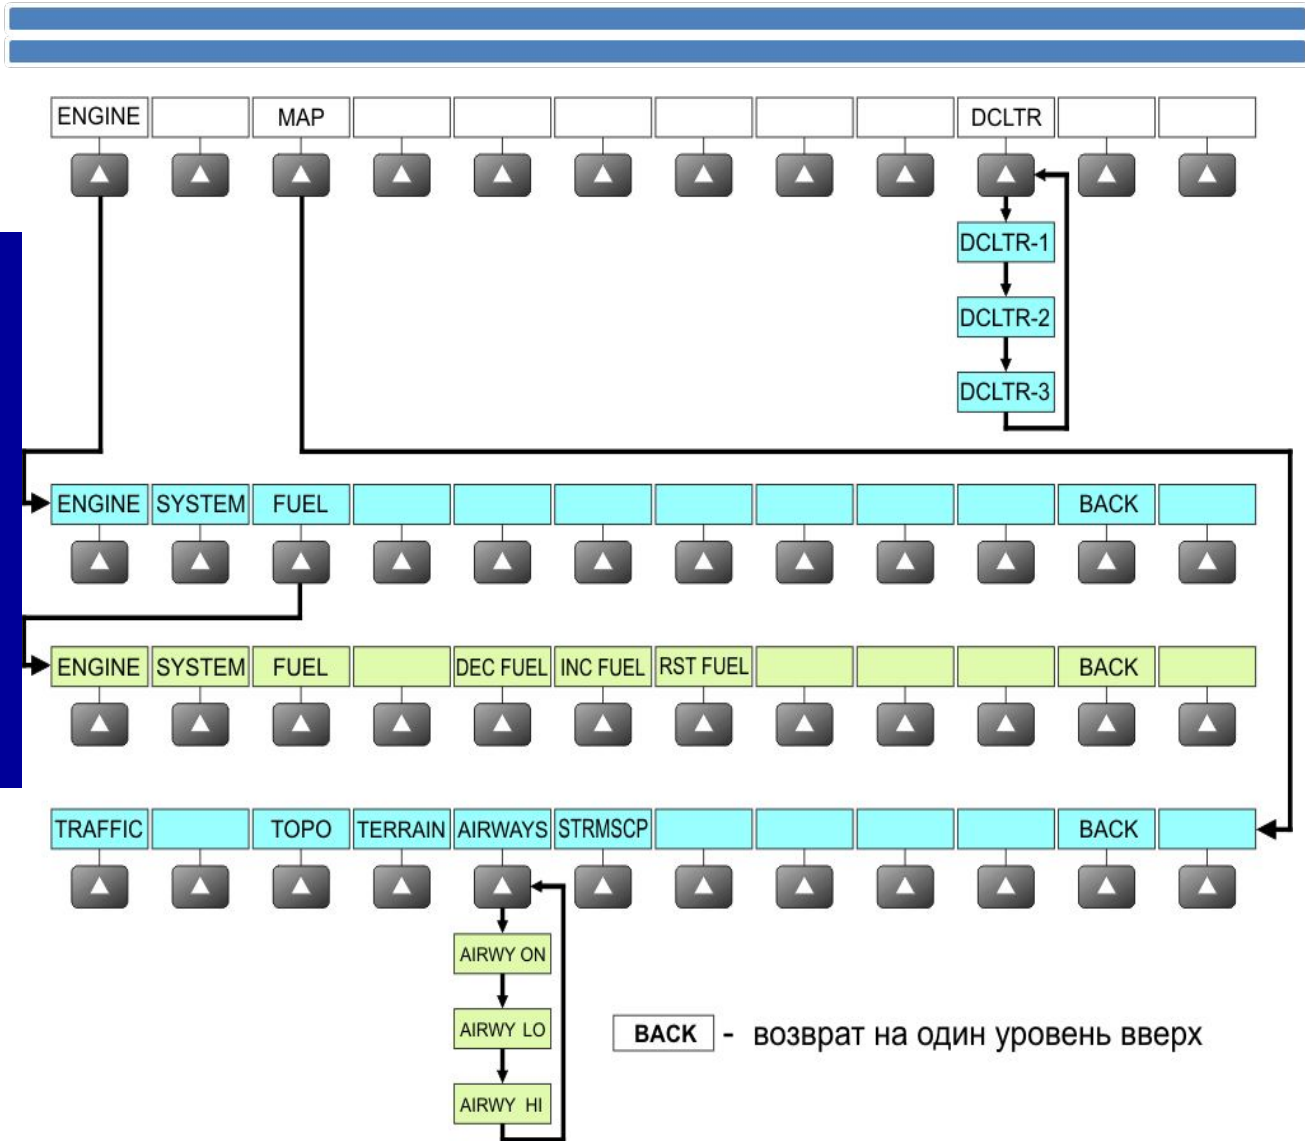 ENGINE MAP DCLTR
DCLTR-1
DCLTR-2
DCLTR-3
ENGINE SYSTEM FUEL BACK
ENGINE SYSTEM FUEL DEC FUEL INC FUEL RST FUEL BACK
TRAFFIC TOPO TERRAIN AIRWAYS STRMSCP BACK
AIRWY ON
AIRWY LO
AIRWY HI
BACK - возврат на один уровень вверх